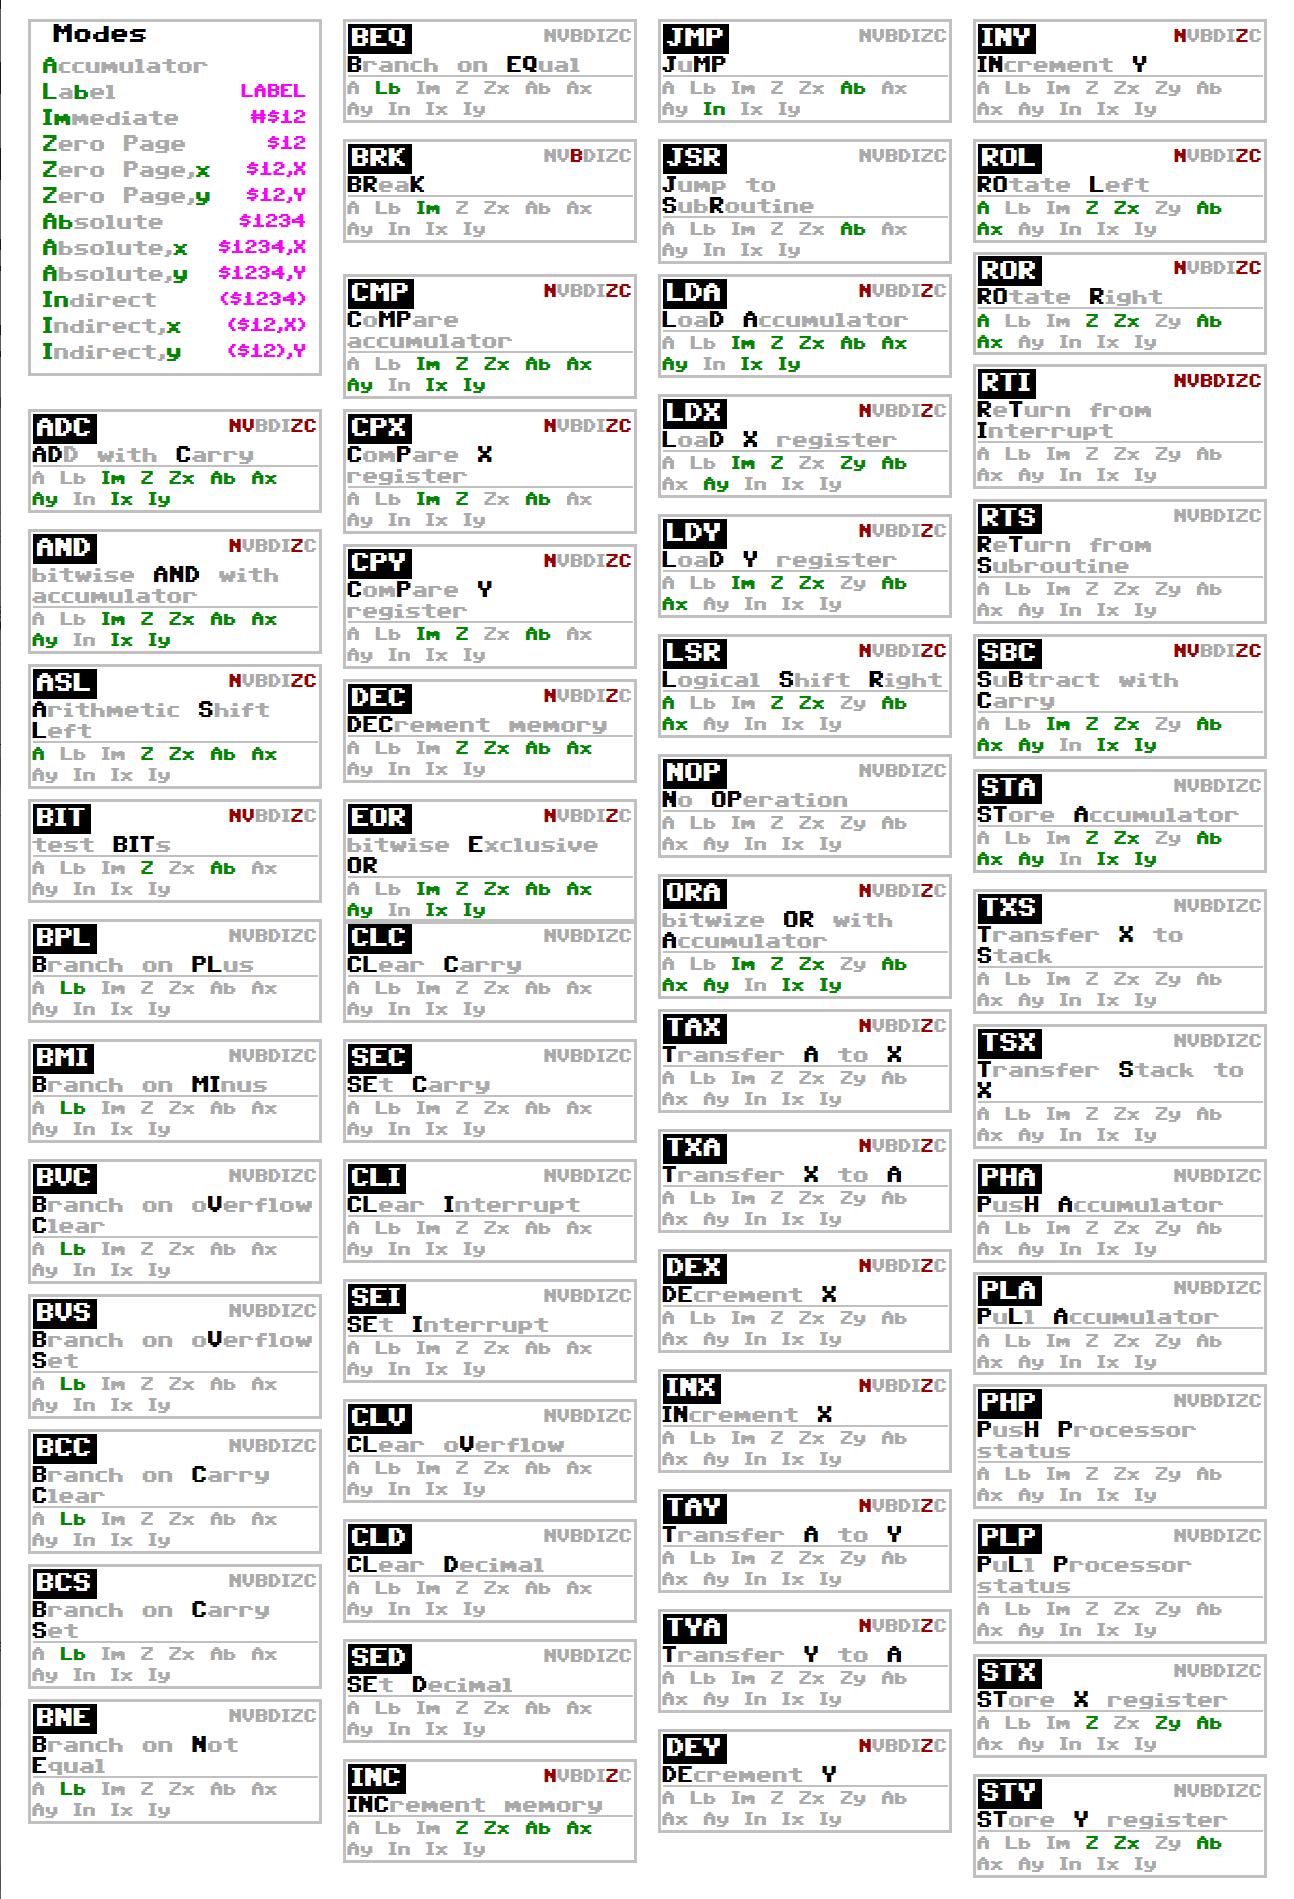 Modes
Accumulator
Label LABEL
Immediate #$12
Zero Page $12
Zero Page,x $12,X
Zero Page,y $12,Y
Absolute $1234
Absolute,x $1234,X
Absolute,y $1234,Y
Indirect ($1234)
Indirect,x ($12,X)
Indirect,y ($12),Y
ADC NVBDIZC
ADD with Carry
A Lb Im Z Zx Ab Ax
Ay In Ix Iy
AND NVBDIZC
bitwise AND with
accumulator
A Lb Im Z Zx Ab Ax
Ay In Ix Iy
ASL NVBDIZC
Arithmetic Shift
Left
A Lb Im Z Zx Ab Ax
Ay In Ix Iy
BIT NVBDIZC
test BITs
A Lb Im Z Zx Ab Ax
Ay In Ix Iy
BPL NVBDIZC
Branch on PLus
A Lb Im Z Zx Ab Ax
Ay In Ix Iy
BMI NVBDIZC
Branch on MInus
A Lb Im Z Zx Ab Ax
Ay In Ix Iy
BVC NVBDIZC
Branch on oVerflow
Clear
A Lb Im Z Zx Ab Ax
Ay In Ix Iy
BVS NVBDIZC
Branch on oVerflow
Set
A Lb Im Z Zx Ab Ax
Ay In Ix Iy
BCC NVBDIZC
Branch on Carry
Clear
A Lb Im Z Zx Ab Ax
Ay In Ix Iy
BCS NVBDIZC
Branch on Carry
Set
A Lb Im Z Zx Ab Ax
Ay In Ix Iy
BNE NVBDIZC
Branch on Not
Equal
A Lb Im Z Zx Ab Ax
Ay In Ix Iy
BEQ NVBDIZC
Branch on EQual
A Lb Im Z Zx Ab Ax
Ay In Ix Iy
BRK NVBDIZC
BReaK
A Lb Im Z Zx Ab Ax
Ay In Ix Iy
CMP NVBDIZC
CoMPare
accumulator
A Lb Im Z Zx Ab Ax
Ay In Ix Iy
CPX NVBDIZC
ComPare X
register
A Lb Im Z Zx Ab Ax
Ay In Ix Iy
CPY NVBDIZC
ComPare Y
register
A Lb Im Z Zx Ab Ax
Ay In Ix Iy
DEC NVBDIZC
DECrement memory
A Lb Im Z Zx Ab Ax
Ay In Ix Iy
EOR NVBDIZC
bitwise Exclusive
OR
A Lb Im Z Zx Ab Ax
Ay In Ix Iy
CLC NVBDIZC
CLear Carry
A Lb Im Z Zx Ab Ax
Ay In Ix Iy
SEC NVBDIZC
SEt Carry
A Lb Im Z Zx Ab Ax
Ay In Ix Iy
CLI NVBDIZC
CLear Interrupt
A Lb Im Z Zx Ab Ax
Ay In Ix Iy
SEI NVBDIZC
SEt Interrupt
A Lb Im Z Zx Ab Ax
Ay In Ix Iy
CLV NVBDIZC
CLear oVerflow
A Lb Im Z Zx Ab Ax
Ay In Ix Iy
CLD NVBDIZC
CLear Decimal
A Lb Im Z Zx Ab Ax
Ay In Ix Iy
SED NVBDIZC
SEt Decimal
A Lb Im Z Zx Ab Ax
Ay In Ix Iy
INC NVBDIZC
INCrement memory
A Lb Im Z Zx Ab Ax
Ay In Ix Iy
JMP NVBDIZC
JuMP
A Lb Im Z Zx Ab Ax
Ay In Ix Iy
JSR NVBDIZC
Jump to
SubRoutine
A Lb Im Z Zx Ab Ax
Ay In Ix Iy
LDA NVBDIZC
LoaD Accumulator
A Lb Im Z Zx Ab Ax
Ay In Ix Iy
LDX NVBDIZC
LoaD X register
A Lb Im Z Zx Zy Ab
Ax Ay In Ix Iy
LDY NVBDIZC
LoaD Y register
A Lb Im Z Zx Zy Ab
Ax Ay In Ix Iy
LSR NVBDIZC
Logical Shift Right
A Lb Im Z Zx Zy Ab
Ax Ay In Ix Iy
NOP NVBDIZC
No OPeration
A Lb Im Z Zx Zy Ab
Ax Ay In Ix Iy
ORA NVBDIZC
bitwize OR with
Accumulator
A Lb Im Z Zx Zy Ab
Ax Ay In Ix Iy
TAX NVBDIZC
Transfer A to X
A Lb Im Z Zx Zy Ab
Ax Ay In Ix Iy
TXA NVBDIZC
Transfer X to A
A Lb Im Z Zx Zy Ab
Ax Ay In Ix Iy
DEX NVBDIZC
DEcrement X
A Lb Im Z Zx Zy Ab
Ax Ay In Ix Iy
INX NVBDIZC
INcrement X
A Lb Im Z Zx Zy Ab
Ax Ay In Ix Iy
TAY NVBDIZC
Transfer A to Y
A Lb Im Z Zx Zy Ab
Ax Ay In Ix Iy
TYA NVBDIZC
Transfer Y to A
A Lb Im Z Zx Zy Ab
Ax Ay In Ix Iy
DEY NVBDIZC
DEcrement Y
A Lb Im Z Zx Zy Ab
Ax Ay In Ix Iy
INY NVBDIZC
INcrement Y
A Lb Im Z Zx Zy Ab
Ax Ay In Ix Iy
ROL NVBDIZC
ROtate Left
A Lb Im Z Zx Zy Ab
Ax Ay In Ix Iy
ROR NVBDIZC
ROtate Right
A Lb Im Z Zx Zy Ab
Ax Ay In Ix Iy
RTI NVBDIZC
ReTurn from
Interrupt
A Lb Im Z Zx Zy Ab
Ax Ay In Ix Iy
RTS NVBDIZC
ReTurn from
Subroutine
A Lb Im Z Zx Zy Ab
Ax Ay In Ix Iy
SBC NVBDIZC
SuBtract with
Carry
A Lb Im Z Zx Zy Ab
Ax Ay In Ix Iy
STA NVBDIZC
STore Accumulator
A Lb Im Z Zx Zy Ab
Ax Ay In Ix Iy
TXS NVBDIZC
Transfer X to
Stack
A Lb Im Z Zx Zy Ab
Ax Ay In Ix Iy
TSX NVBDIZC
Transfer Stack to
X
A Lb Im Z Zx Zy Ab
Ax Ay In Ix Iy
PHA NVBDIZC
PusH Accumulator
A Lb Im Z Zx Zy Ab
Ax Ay In Ix Iy
PLA NVBDIZC
PuLl Accumulator
A Lb Im Z Zx Zy Ab
Ax Ay In Ix Iy
PHP NVBDIZC
PusH Processor
status
A Lb Im Z Zx Zy Ab
Ax Ay In Ix Iy
PLP NVBDIZC
PuLl Processor
status
A Lb Im Z Zx Zy Ab
Ax Ay In Ix Iy
STX NVBDIZC
STore X register
A Lb Im Z Zx Zy Ab
Ax Ay In Ix Iy
STY NVBDIZC
STore Y register
A Lb Im Z Zx Zy Ab
Ax Ay In Ix Iy